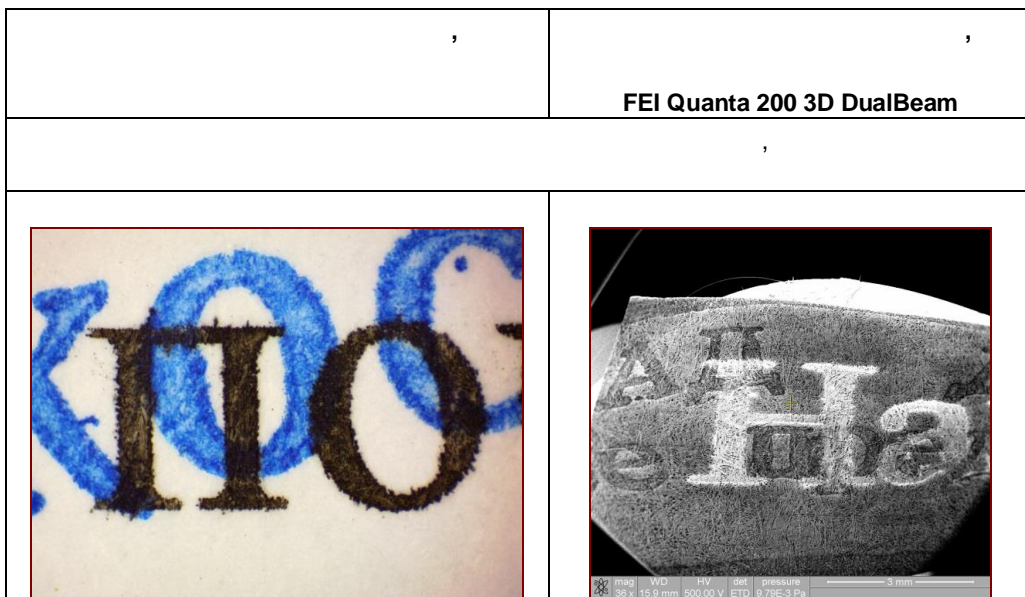 , ,
FEI Quanta 200 3D DualBeam
,
ПО
На
mag WD HV det pressure 3 mm
36 x 15.9 mm 500.00 V ETD 9.79E-3 Pa